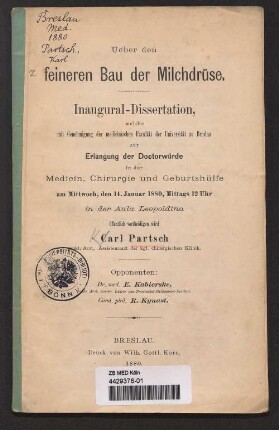 Breslau
Med.
1880
Partsch,
Karl
Ueber den
feineren Bau der Milchdrüse.
Inaugural-Dissertation,
welche
mit Genehmigung der medicinischen Facultät der Universität zu Breslau
zur
Erlangung der Doctorwürde
in der
Medicin, Chirurgie und Geburtshülfe
am Mittwoch, den 14. Januar 1880, Mittags 12 Uhr
in der Aula Leopoldina
öffentlich vertheidigen wird
K Carl Partsch
Assistenzarzt der kgl. chirurgischen Klinik.
Opponenten:
Dr. med. E. Kabierske,
Cand. phil. R. Kynast.
BONN
BRESLAU.
Druck von Wilh. Gottl. Korn.
1880.
ZB MED Köln
4429376-01